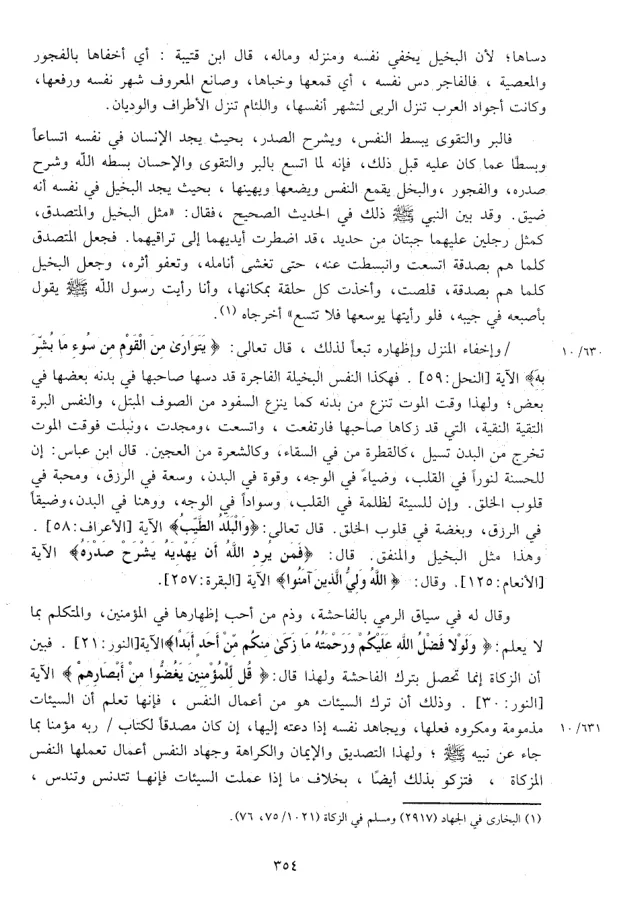 دساها؛ لأن البخيل يخفي نفسه ومنزله وماله، قال ابن قتيبة : أي أخفاها بالفجور
والمعصية ، فالفاجر دس نفسه ، أي قمعها وخباها، وصانع المعروف شهر نفسه ورفعها،
وكانت أجواد العرب تنزل الربى لتشهر أنفسها، واللئام تنزل الأطراف والوديان.
فالبر والتقوى يبسط النفس، ويشرح الصدر، بحيث يجد الإنسان في نفسه اتساعاً
وبسطًا عما كان عليه قبل ذلك، فإنه لما اتسع بالبر والتقوى والإحسان بسطه الله وشرح
صدره، والفجور ،والبخل يقمع النفس ويضعها ويهينها ، بحيث يجد البخيل في نفسه أنه
ضيق. وقد بين النبي ﷺ ذلك في الحديث الصحيح ،فقال: «مثل البخيل والمتصدق،
كمثل رجلين عليهما جبتان من حديد ،قد اضطرت أيديهما إلى تراقيهما. فجعل المتصدق
كلما هم بصدقة اتسعت وانبسطت عنه، حتى تغشى أنامله، وتعفو أثره، وجعل البخيل
كلما هم بصدقة، قلصت، وأخذت كل حلقة بمكانها، وأنا رأيت رسول الله ﷺ يقول
بأصبعه في جيبه، فلو رأيتها يوسعها فلا تتسع» أخرجاه (١).
١٠/٦٣٠ / وإخفاء المنزل وإظهاره تبعاً لذلك ، قال تعالى: ﴿ يَتَوَارَىٰ مِنَ الْقَوْمِ مِن سُوءِ مَا بُشِّرَ
بِهِ﴾ الآية [النحل:٥٩] . فهكذا النفس البخيلة الفاجرة قد دسها صاحبها في بدنه بعضها في
بعض؛ ولهذا وقت الموت تنزع من بدنه كما ينزع السفود من الصوف المبتل، والنفس البرة
التقية النقية، التي قد زكاها صاحبها فارتفعت ، واتسعت ،ومجدت ،ونبلت فوقت الموت
تخرج من البدن تسيل ،كالقطرة من في السقاء، وكالشعرة من العجين. قال ابن عباس: إن
للحسنة لنوراً في القلب، وضياءً في الوجه، وقوة في البدن، وسعة في الرزق، ومحبة في
قلوب الخلق. وإن للسيئة لظلمة في القلب، وسواداً في الوجه، ووهنا في البدن،وضيقاً
في الرزق، وبغضة في قلوب الخلق. قال تعالى:﴿وَالْبَلَدُ الطَّيِّبُ﴾ الآية [الأعراف:٥٨] .
وهذا مثل البخيل والمنفق. قال: ﴿فَمَن يُرِدِ اللَّهُ أَن يَهْدِيَهُ يَشْرَحْ صَدْرَهُ﴾ الآية
[الأنعام:١٢٥]. وقال: ﴿ اللَّهُ وَلِيُّ الَّذِينَ آمَنُوا﴾ الآية [البقرة:٢٥٧].
وقال له في سياق الرمي بالفاحشة، وذم من أحب إظهارها في المؤمنين، والمتكلم بما
لا يعلم:﴿ وَلَوْلا فَضْلُ اللَّهِ عَلَيْكُمْ وَرَحْمَتُهُ مَا زَكَىٰ مِنكُم مِّنْ أَحَدٍ أَبَدًا﴾الآية[النور:٢١] . فبين
أن الزكاة إنما تحصل بترك الفاحشة ولهذا قال:﴿ قُل لِّلْمُؤْمِنِينَ يَغُضُّوا مِنْ أَبْصَارِهِمْ ﴾ الآية
[النور:٣٠] . وذلك أن ترك السيئات هو من أعمال النفس ، فإنها تعلم أن السيئات
١٠/٦٣١ مذمومة ومكروه فعلها، ويجاهد نفسه إذا دعته إليها، إن كان مصدقاً لكتاب / ربه مؤمنا بما
جاء عن نبيه ﷺ ؛ ولهذا التصديق والإيمان والكراهة وجهاد النفس أعمال تعملها النفس
المزكاة ، فتزكو بذلك أيضًا ، بخلاف ما إذا عملت السيئات فإنها تتدنس وتندس ،
(١) البخارى في الجهاد (٢٩١٧) ومسلم في الزكاة (٧٥/١٠٢١، ٧٦).
٣٥٤